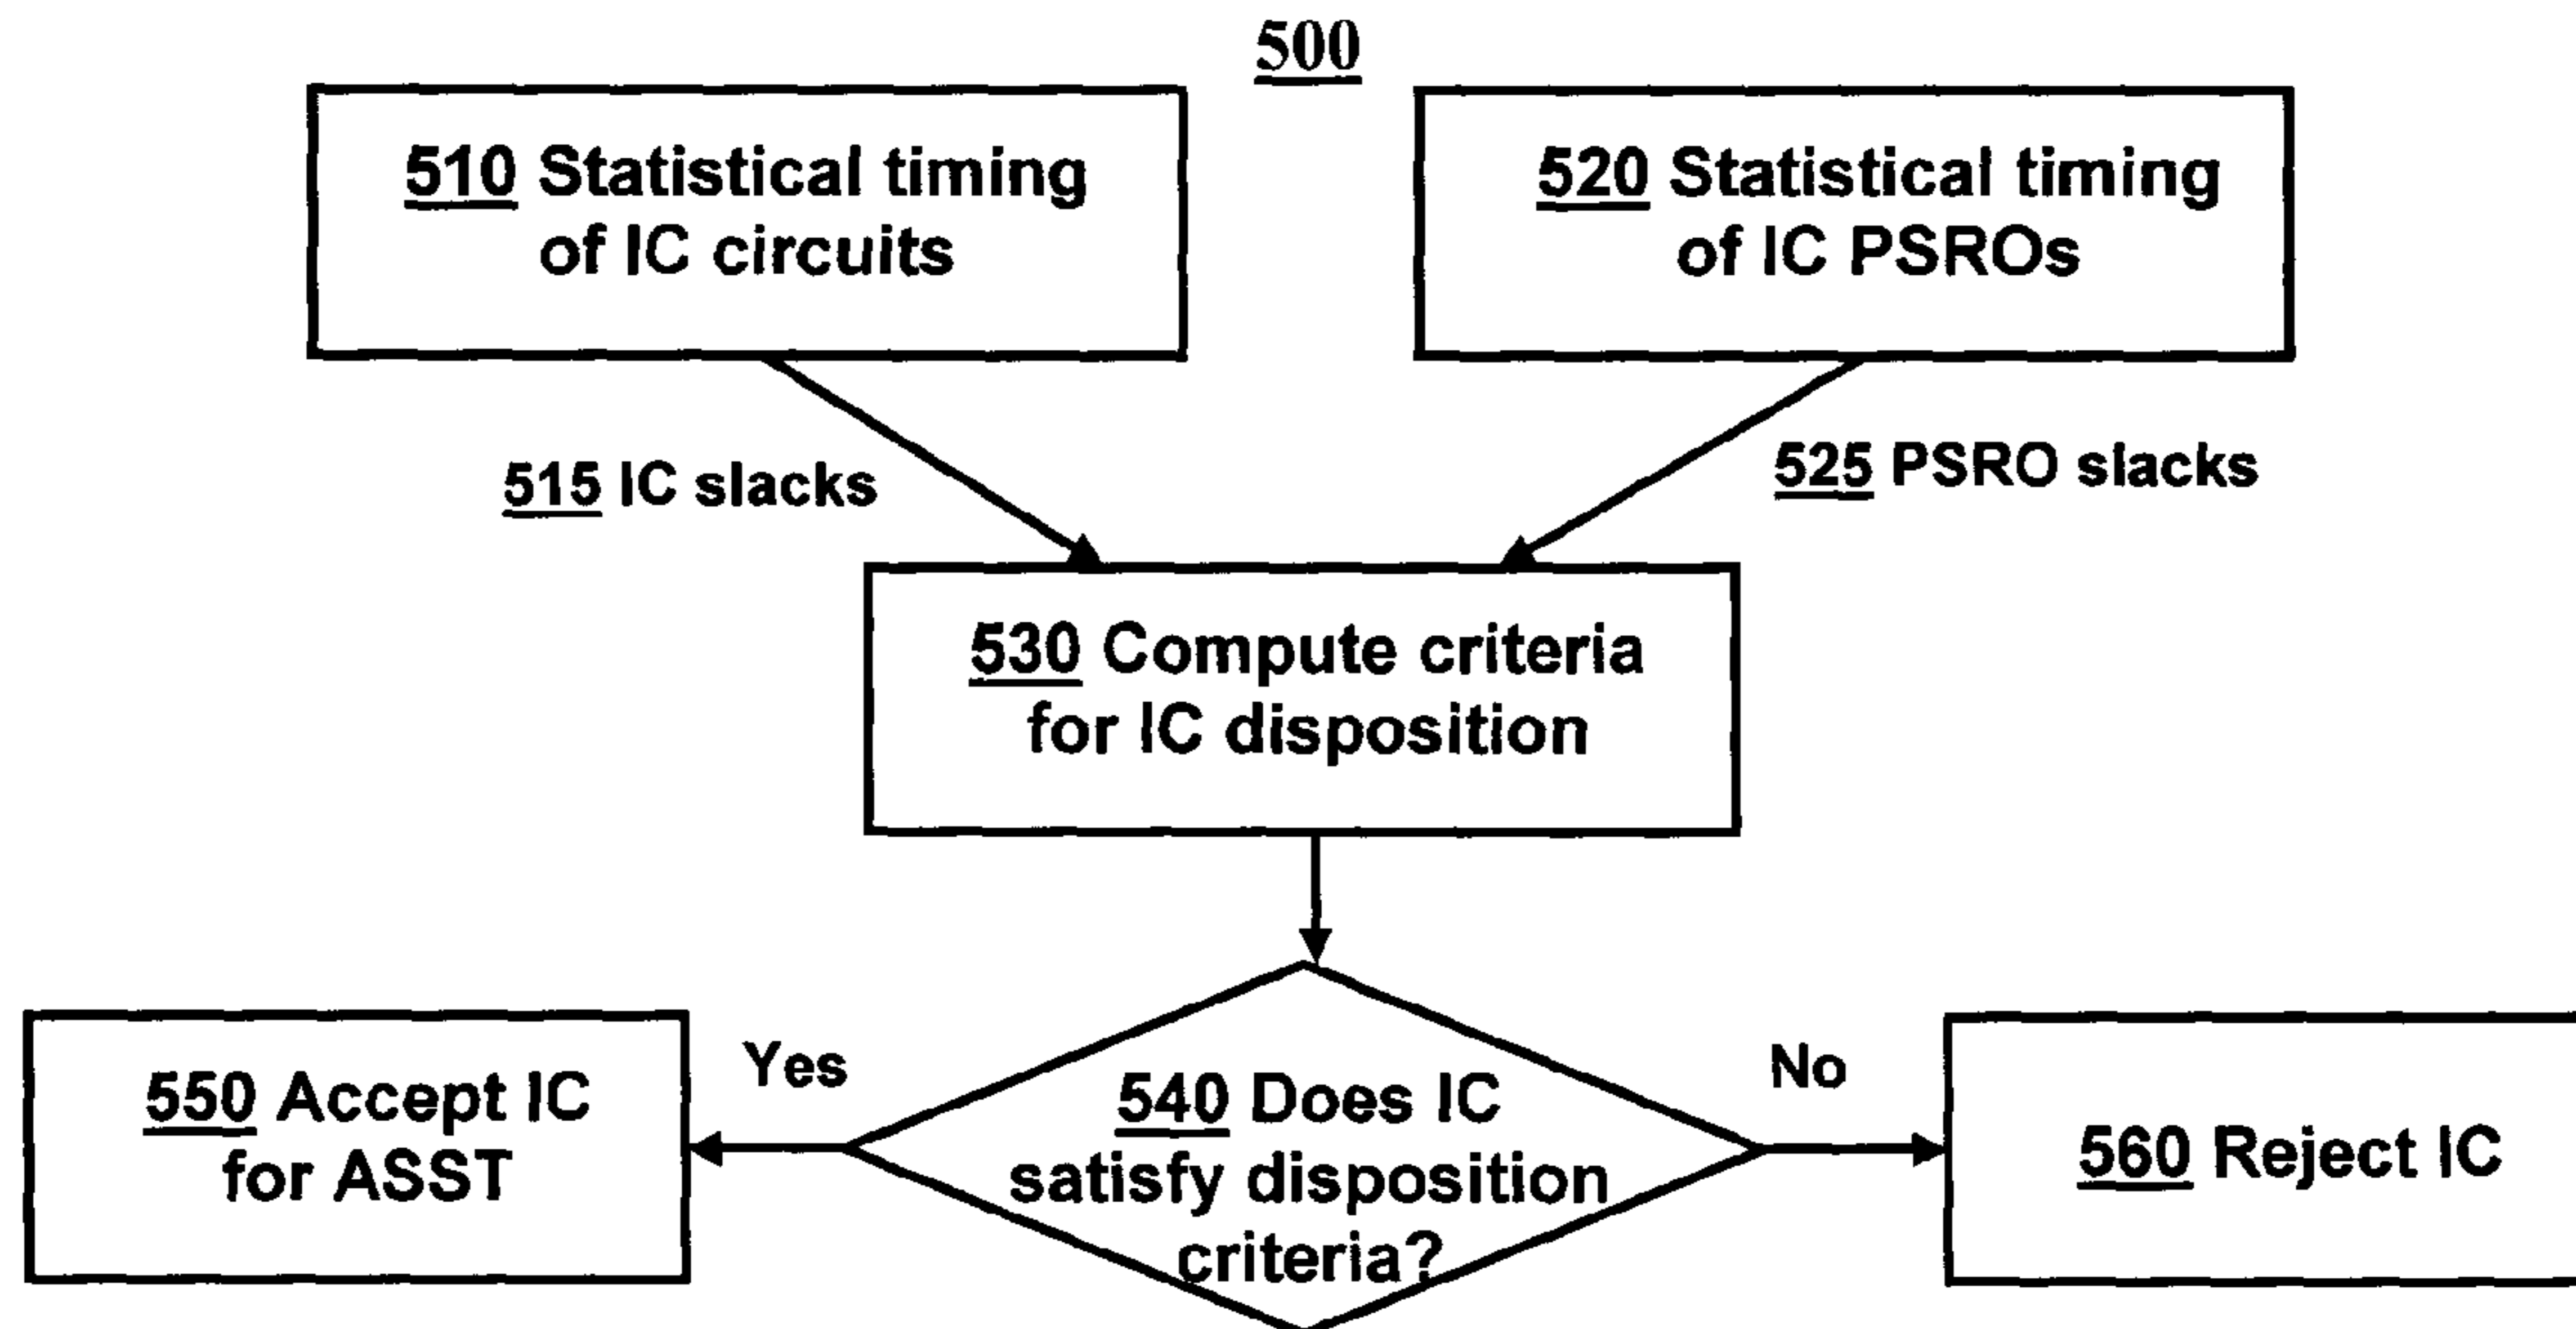 500
510 Statistical timing
of IC circuits
520 Statistical timing
of IC PSROs
515 IC slacks
525 PSRO slacks
530 Compute criteria
for IC disposition
Yes
No
550 Accept IC
for ASST
540 Does IC
satisfy disposition
criteria?
560 Reject IC